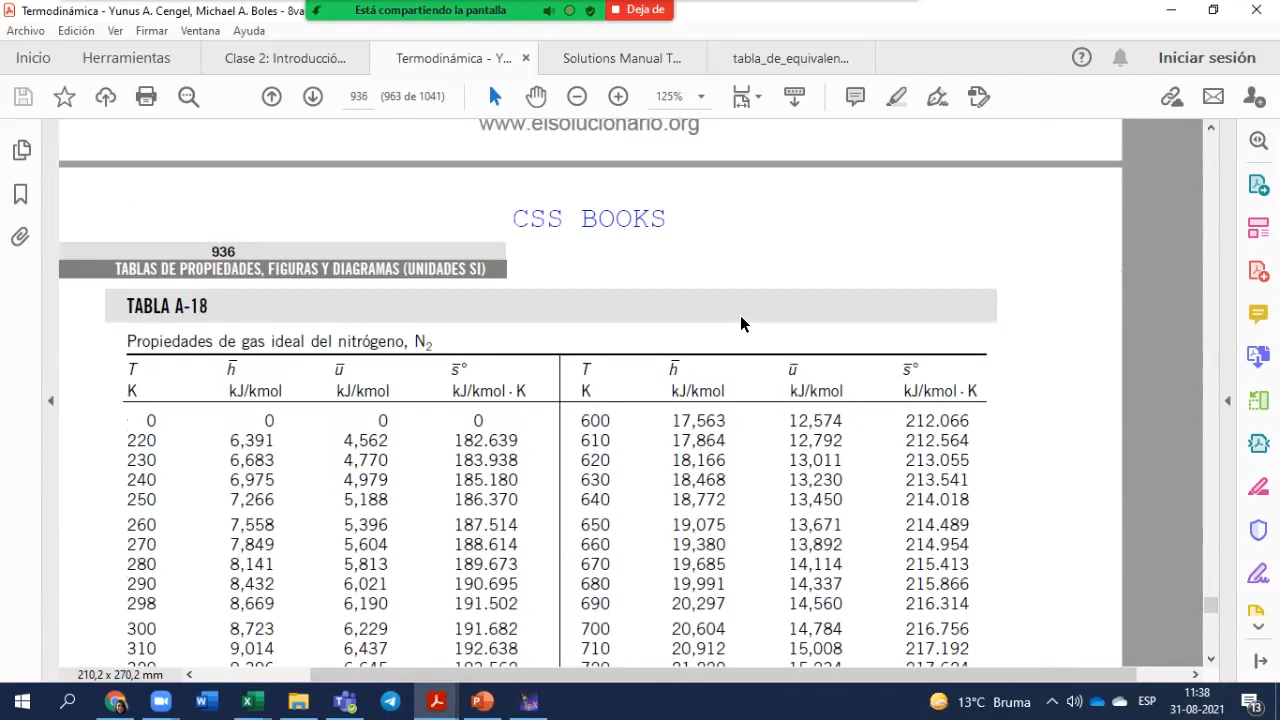 Termodinámica - Yunus A. Cengel, Michael A. Boles - 8va
Está compartiendo la pantalla
Deja de
Archivo Edición Ver Firmar Ventana Ayuda
Inicio Herramientas Clase 2: Introducció... Termodinámica - Y... × Solutions Manual T... tabla_de_equivalen... Iniciar sesión
936 (963 de 1041) 125%
www.elsolucionario.org
CSS BOOKS
936
TABLAS DE PROPIEDADES, FIGURAS Y DIAGRAMAS (UNIDADES SI)
TABLA A-18
Propiedades de gas ideal del nitrógeno, N2
T h̅ u̅ s̅° T h̅ u̅ s̅°
K kJ/kmol kJ/kmol kJ/kmol · K K kJ/kmol kJ/kmol kJ/kmol · K
0 0 0 0 600 17,563 12,574 212.066
220 6,391 4,562 182.639 610 17,864 12,792 212.564
230 6,683 4,770 183.938 620 18,166 13,011 213.055
240 6,975 4,979 185.180 630 18,468 13,230 213.541
250 7,266 5,188 186.370 640 18,772 13,450 214.018
260 7,558 5,396 187.514 650 19,075 13,671 214.489
270 7,849 5,604 188.614 660 19,380 13,892 214.954
280 8,141 5,813 189.673 670 19,685 14,114 215.413
290 8,432 6,021 190.695 680 19,991 14,337 215.866
298 8,669 6,190 191.502 690 20,297 14,560 216.314
300 8,723 6,229 191.682 700 20,604 14,784 216.756
310 9,014 6,437 192.638 710 20,912 15,008 217.192
210,2 x 270,2 mm
13°C Bruma ESP 11:38
31-08-2021 13